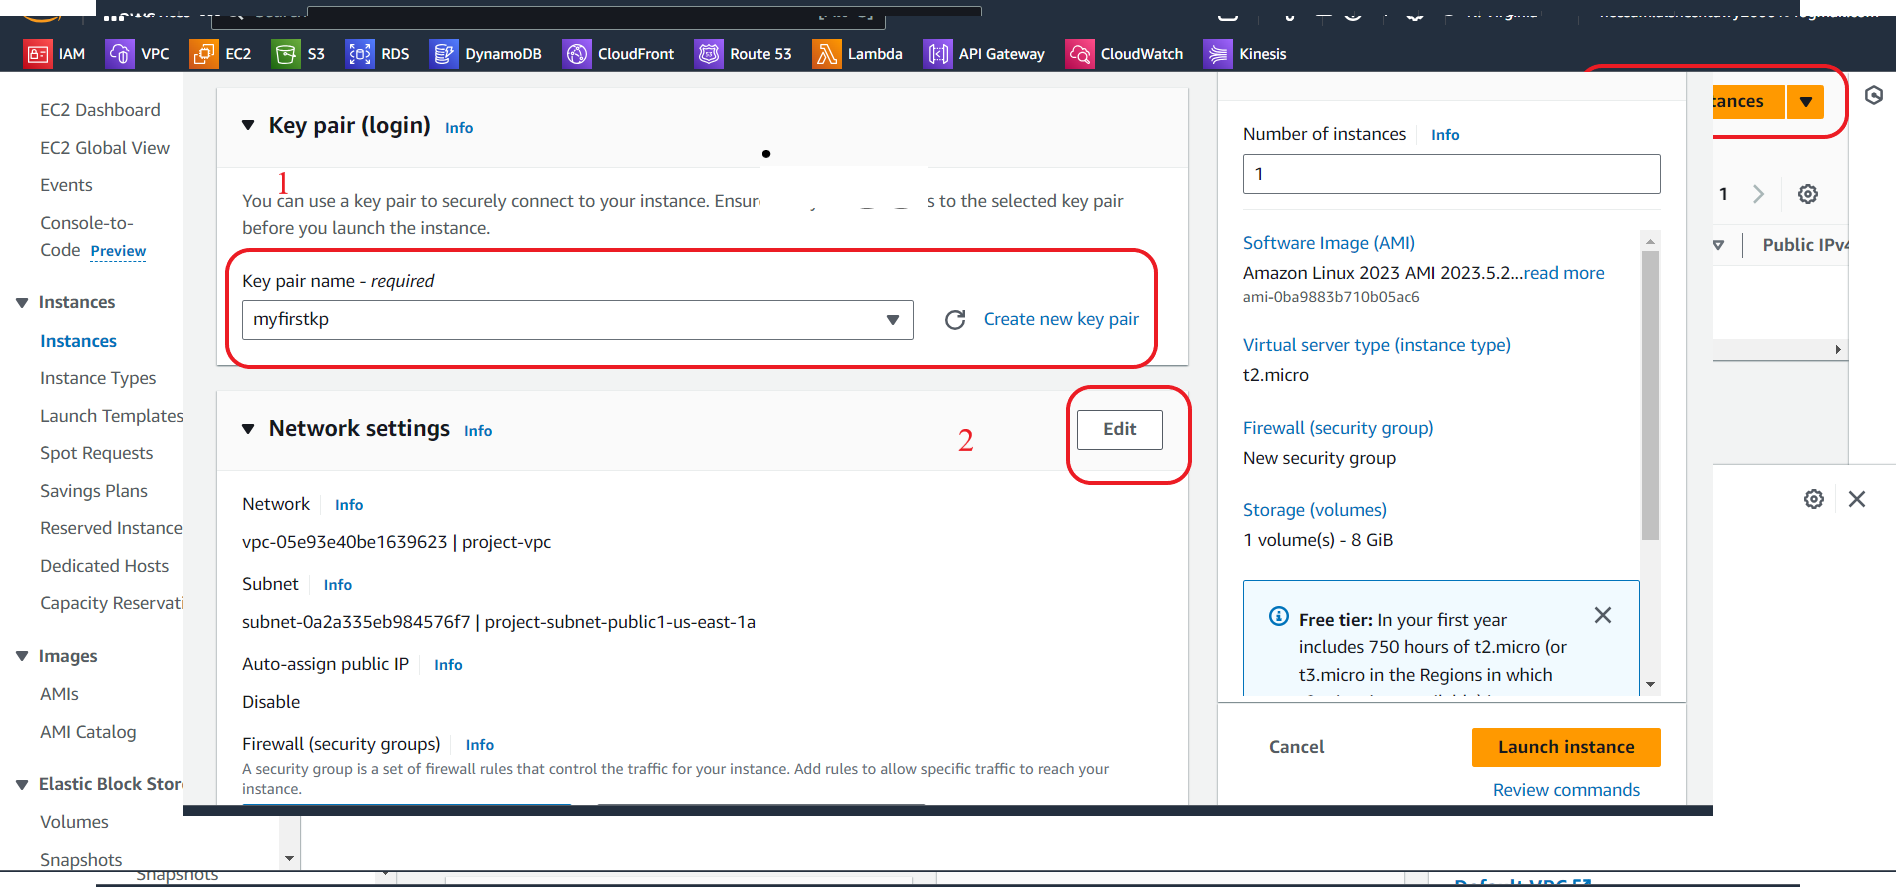 IAM VPC EC2 S3 RDS DynamoDB CloudFront Route 53 Lambda API Gateway CloudWatch Kinesis
EC2 Dashboard
EC2 Global View
Events
Console-to-
Code Preview
Instances
Instances
Instance Types
Launch Templates
Spot Requests
Savings Plans
Reserved Instance
Dedicated Hosts
Capacity Reservati
Images
AMIs
AMI Catalog
Elastic Block Stor
Volumes
Snapshots
Snapshots
Key pair (login) Info
1
You can use a key pair to securely connect to your instance. Ensure s to the selected key pair
before you launch the instance.
Key pair name - required
myfirstkp
Create new key pair
Network settings Info
2
Edit
Network Info
vpc-05e93e40be1639623 | project-vpc
Subnet Info
subnet-0a2a335eb984576f7 | project-subnet-public1-us-east-1a
Auto-assign public IP Info
Disable
Firewall (security groups) Info
A security group is a set of firewall rules that control the traffic for your instance. Add rules to allow specific traffic to reach your
instance.
Number of instances Info
1
Software Image (AMI)
Amazon Linux 2023 AMI 2023.5.2...read more
ami-0ba9883b710b05ac6
Virtual server type (instance type)
t2.micro
Firewall (security group)
New security group
Storage (volumes)
1 volume(s) - 8 GiB
Free tier: In your first year
includes 750 hours of t2.micro (or
t3.micro in the Regions in which
Cancel
Launch instance
Review commands
tances
1
Public IPv4